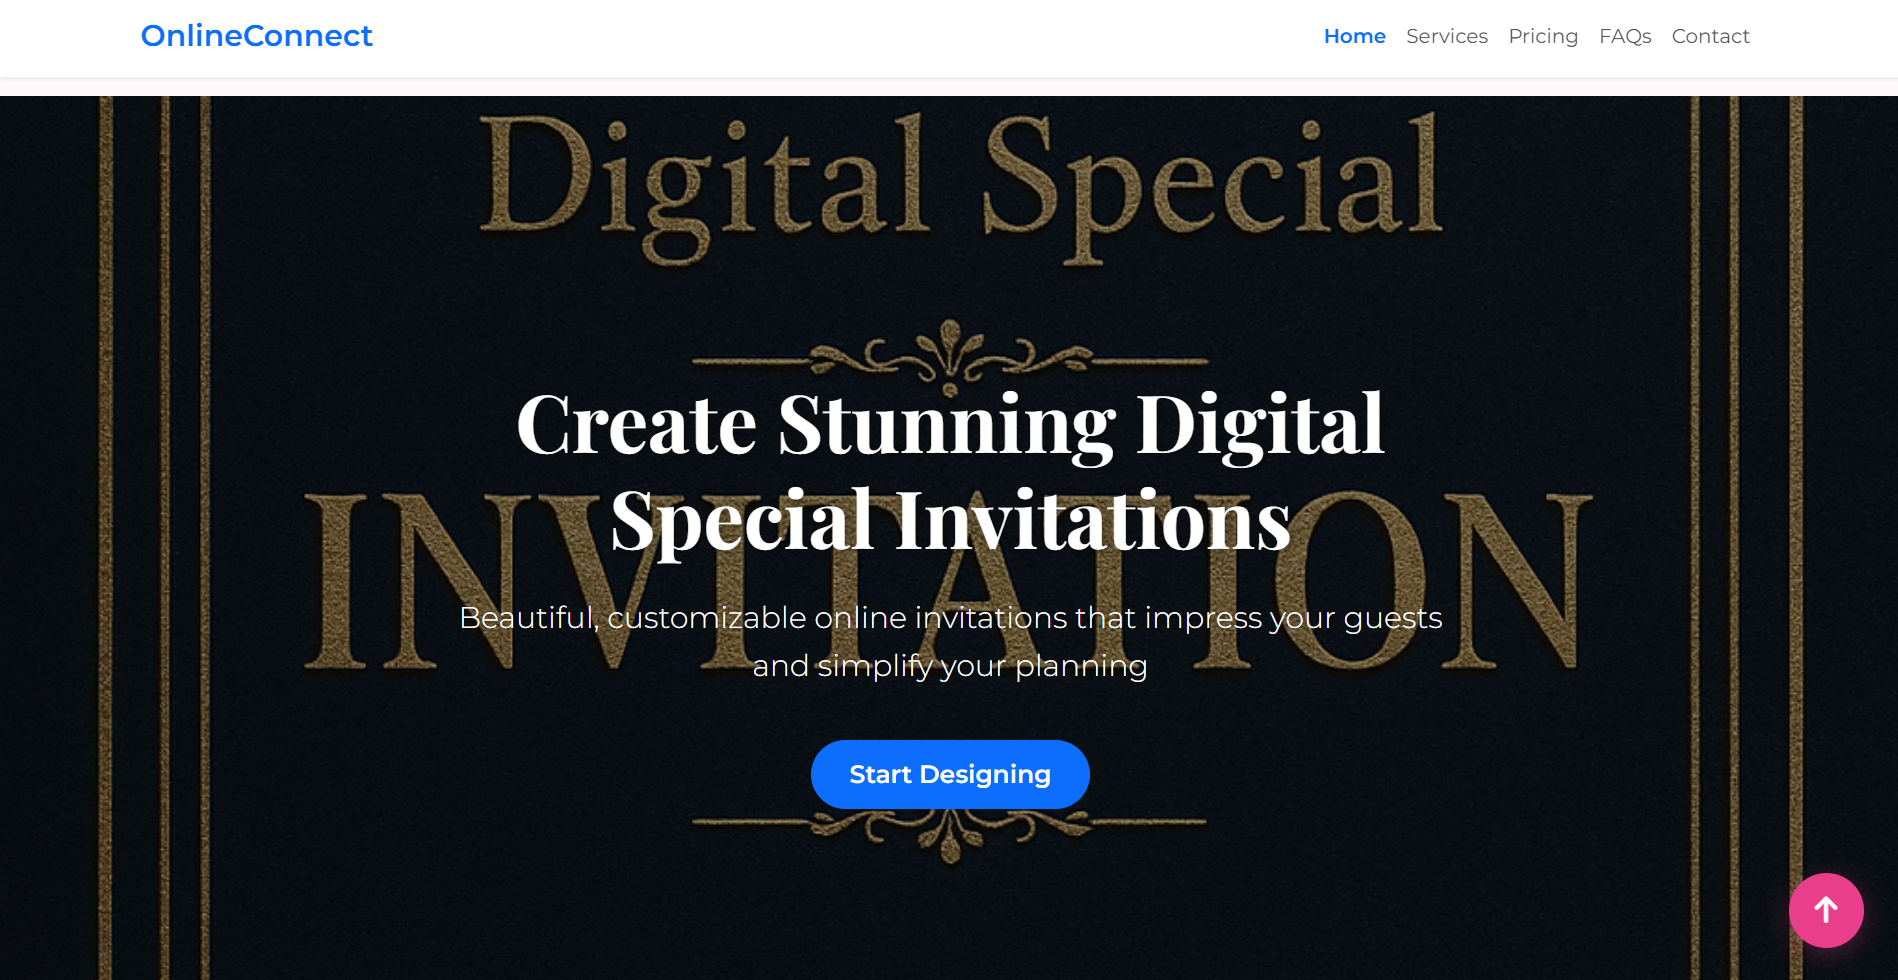 OnlineConnect
Home Services Pricing FAQs Contact
Digital Special
Create Stunning Digital
Special Invitations
INVITATION
Beautiful, customizable online invitations that impress your guests
and simplify your planning
Start Designing